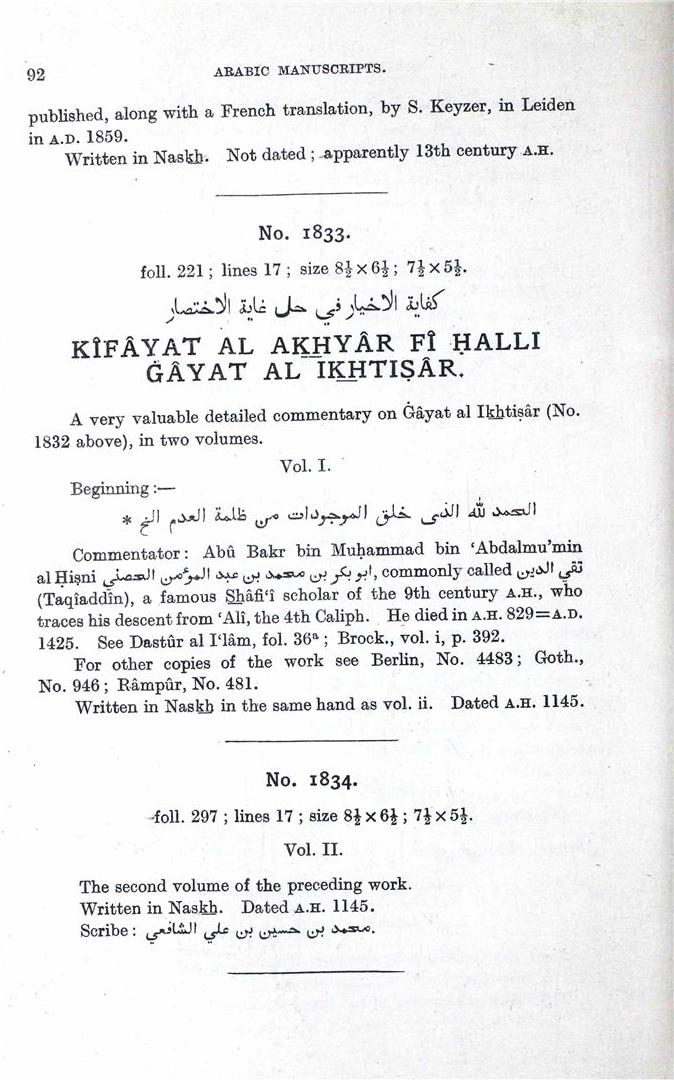 92
ARABIC MANUSCRIPTS.
published, along with a French translation, by S. Keyzer, in Leiden
in A.D. 1859.
Written in Naskh. Not dated; apparently 13th century A.H.
No. 1833.
foll. 221; lines 17; size 8½ × 6½; 7½ × 5½.
كفاية الاخيار في حل غاية الاختصار
KÎFÂYAT AL AKHYÂR FÎ ḤALLI
ĠÂYAT AL IKHTIṢÂR.
A very valuable detailed commentary on Ġâyat al Ikhtiṣâr (No.
1832 above), in two volumes.
Vol. I.
Beginning:—
الحمد لله الذى خلق الموجودات من ظلمة العدم الخ *
Commentator: Abû Bakr bin Muḥammad bin ‘Abdalmu’min
al Ḥiṣni ابو بكر بن محمد بن عبد المؤمن الحصني, commonly called تقي الدين
(Taqîaddîn), a famous Shâfi‘î scholar of the 9th century A.H., who
traces his descent from ‘Alî, the 4th Caliph. He died in A.H. 829=A.D.
1425. See Dastûr al I‘lâm, fol. 36ᵃ; Brock., vol. i, p. 392.
For other copies of the work see Berlin, No. 4483; Goth.,
No. 946; Râmpûr, No. 481.
Written in Naskh in the same hand as vol. ii. Dated A.H. 1145.
No. 1834.
foll. 297; lines 17; size 8½ × 6½; 7½ × 5½.
Vol. II.
The second volume of the preceding work.
Written in Naskh. Dated A.H. 1145.
Scribe: محمد بن حسين بن علي الشافعي.